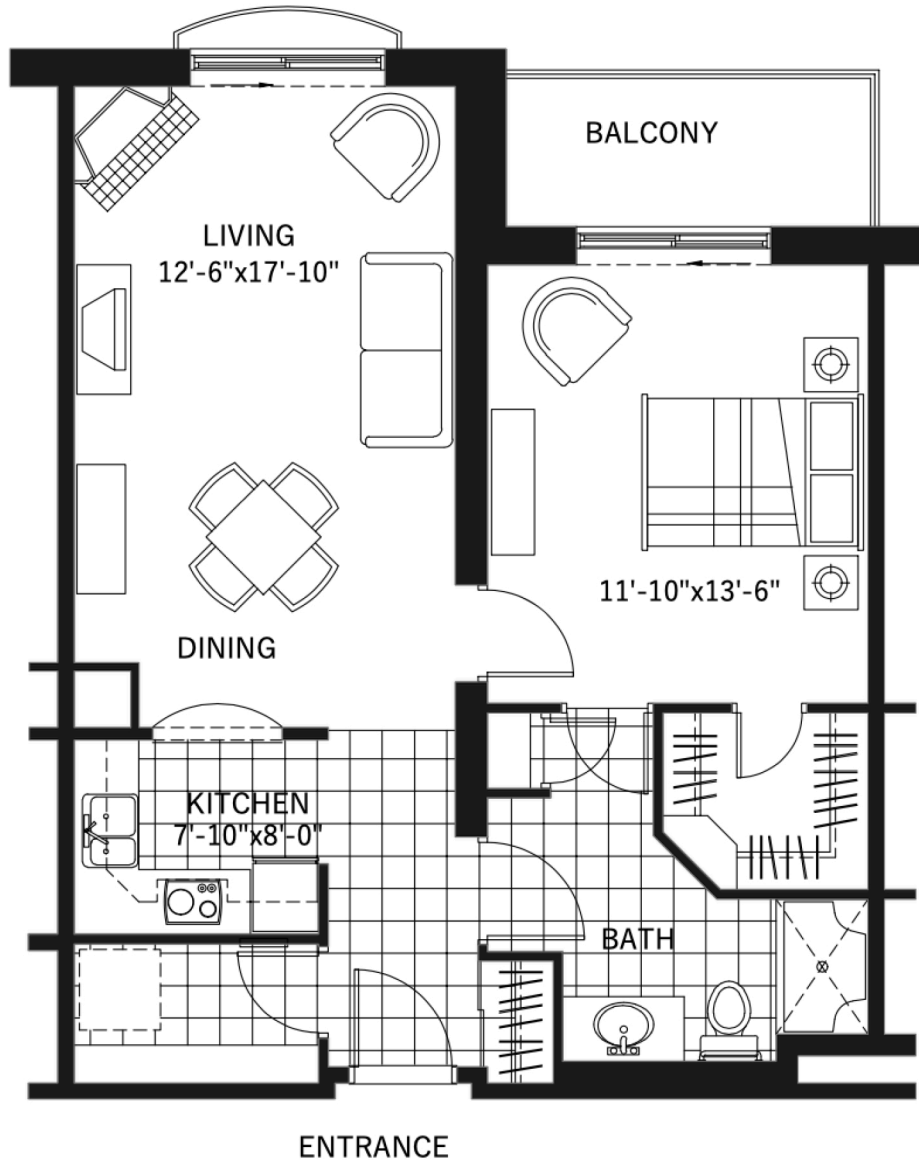 BALCONY
LIVING
12'-6"x17'-10"
11'-10"x13'-6"
DINING
KITCHEN
7'-10"x8'-0"
BATH
ENTRANCE